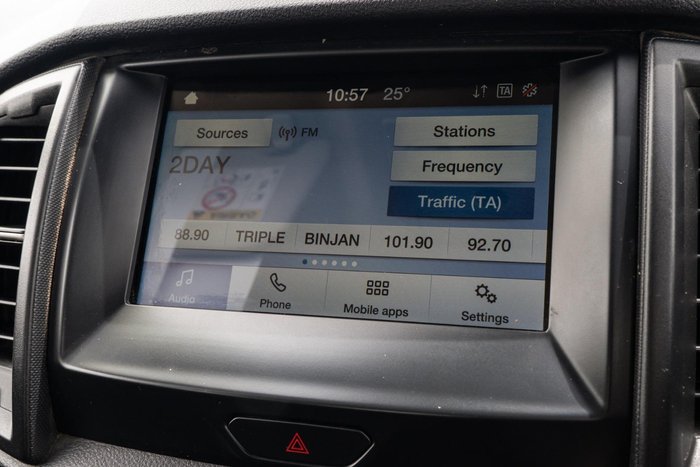 10:57 25° TA
Sources FM Stations
2DAY Frequency
Traffic (TA)
88.90 TRIPLE BINJAN 101.90 92.70
Audio Phone Mobile apps Settings